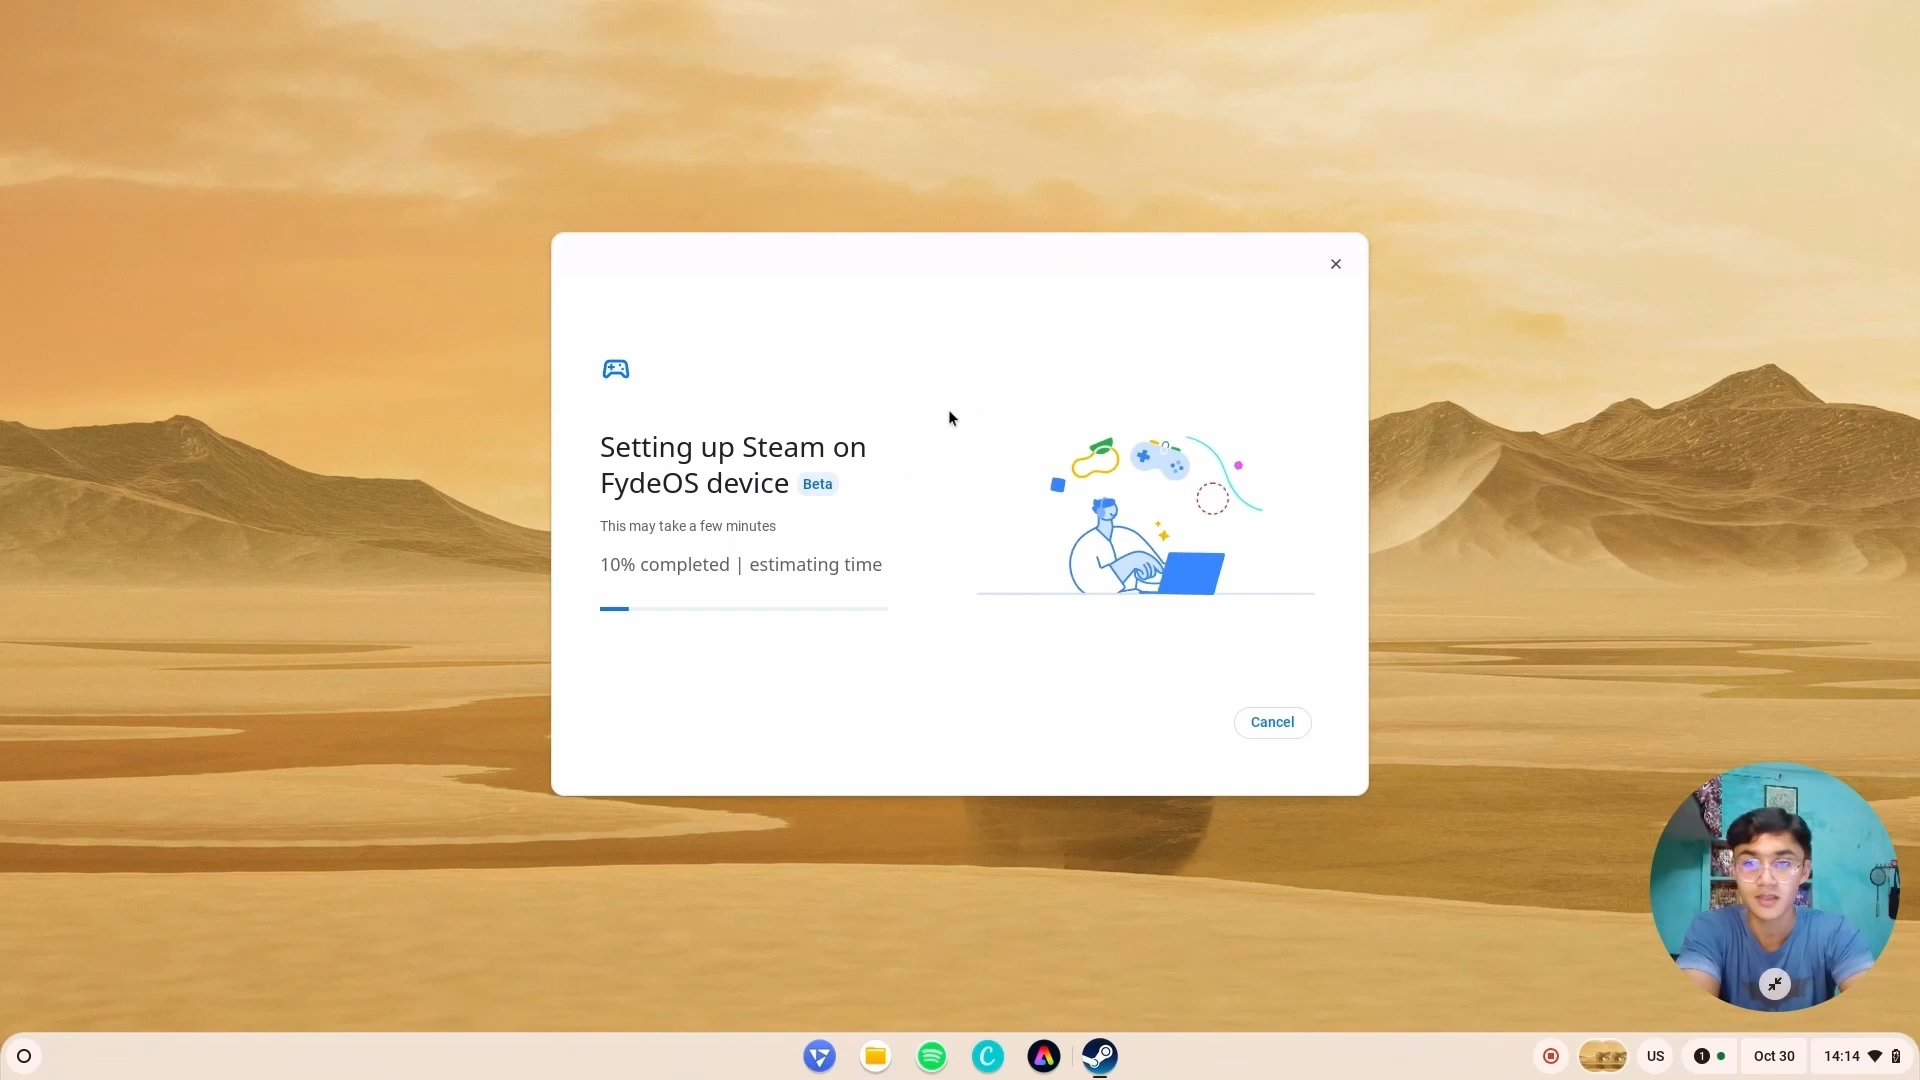 Setting up Steam on
FydeOS device Beta
This may take a few minutes
10% completed | estimating time
Cancel
US
1
Oct 30
14:14